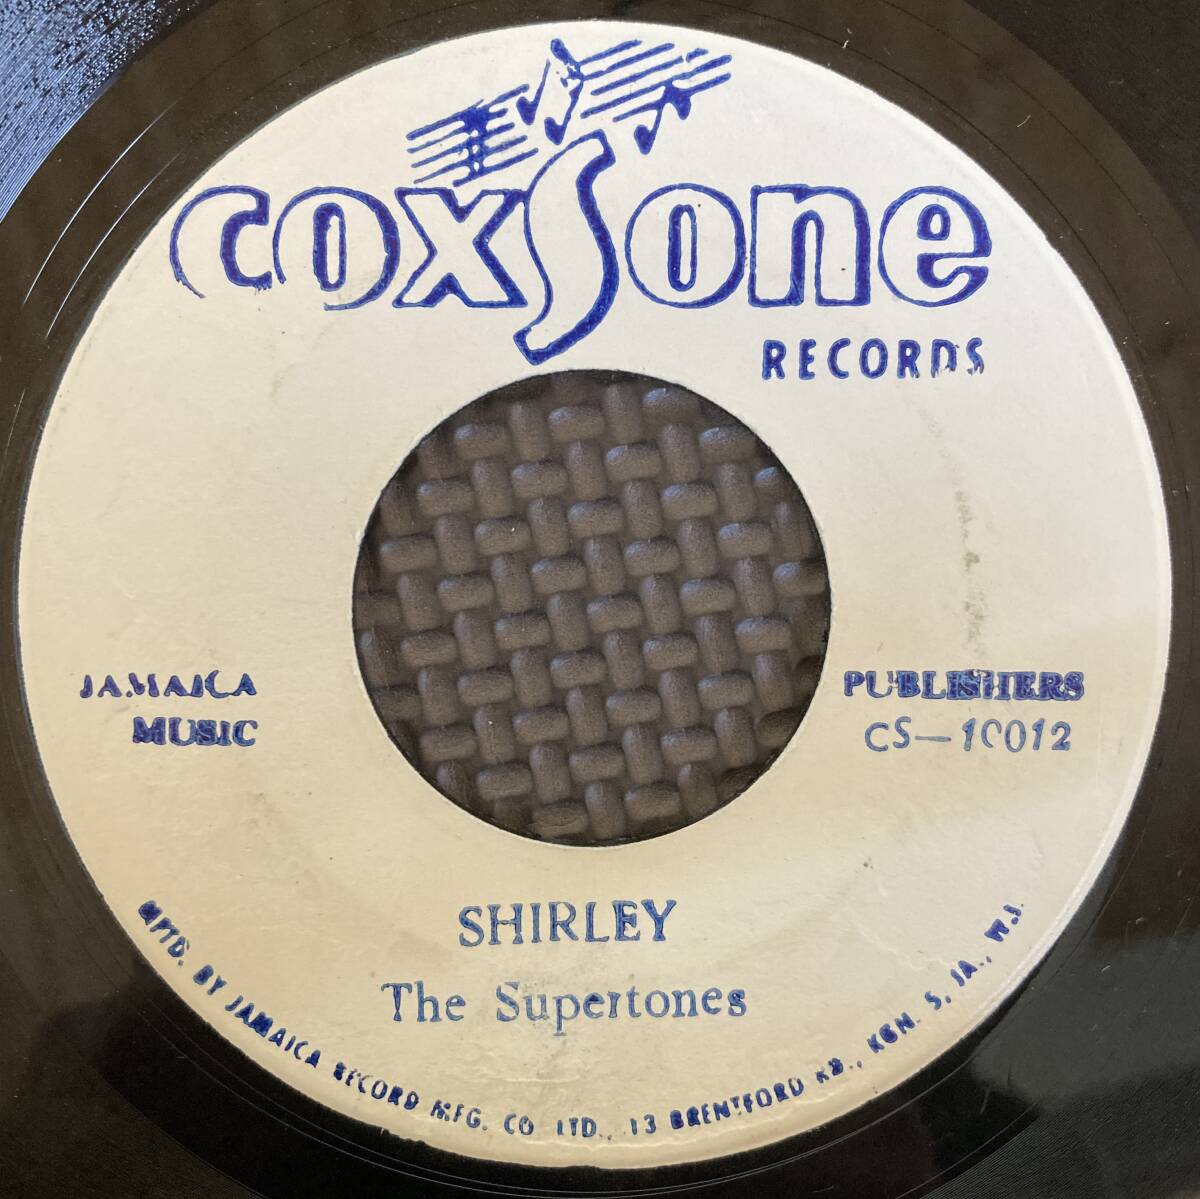 coxsone
RECORDS
JAMAICA
MUSIC
PUBLISHERS
CS—10012
SHIRLEY
The Supertones
MFTD. BY JAMAICA RECORD MFG. CO LTD., 13 BRENTFORD RD., KGN. 5, JA., W.I.